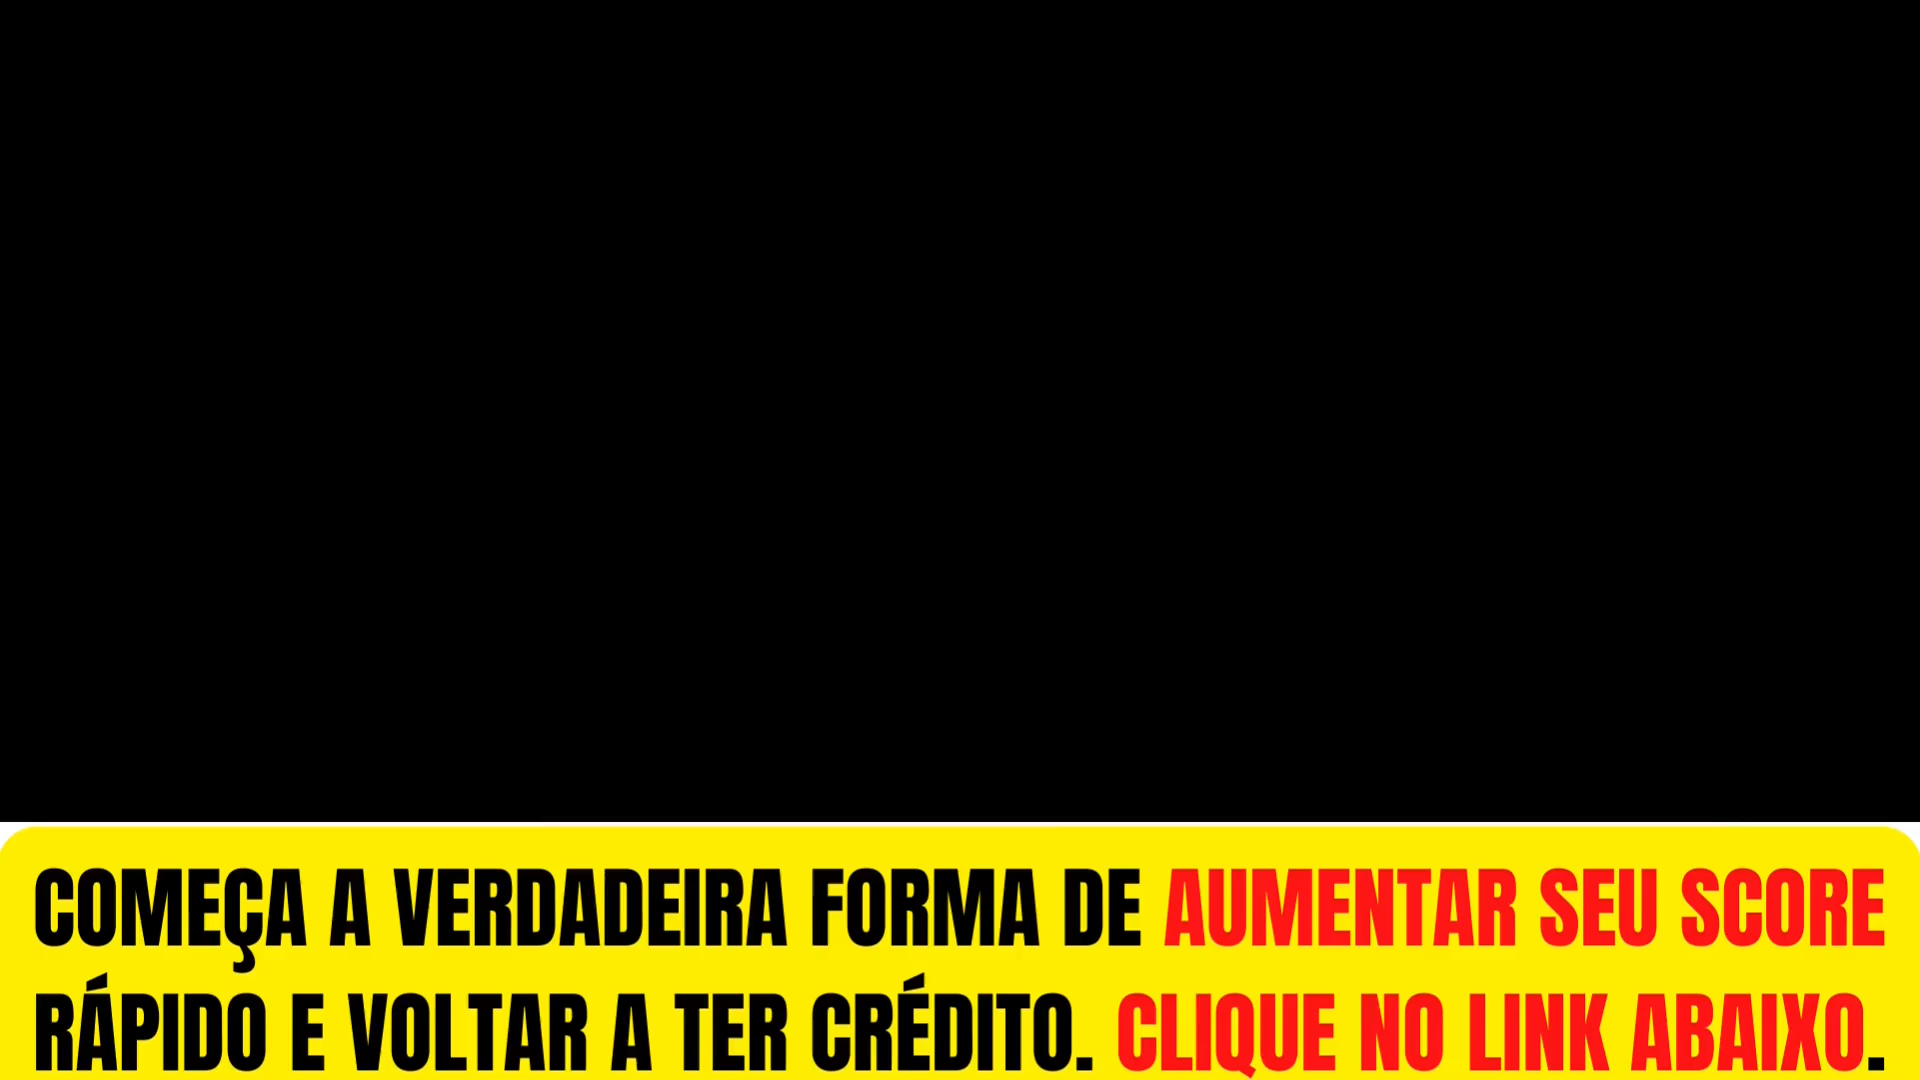 COMEÇA A VERDADEIRA FORMA DE AUMENTAR SEU SCORE
RÁPIDO E VOLTAR A TER CRÉDITO. CLIQUE NO LINK ABAIXO.